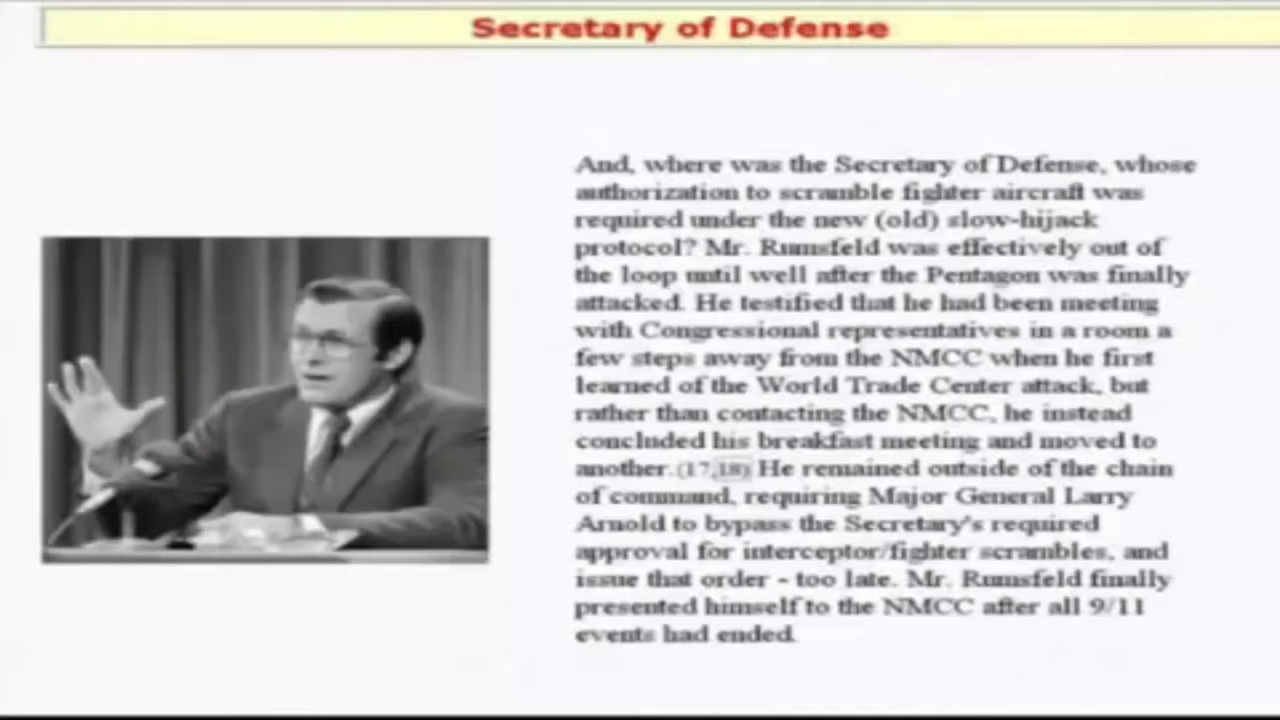 Secretary of Defense
And, where was the Secretary of Defense, whose
authorization to scramble fighter aircraft was
required under the new (old) slow-hijack
protocol? Mr. Rumsfeld was effectively out of
the loop until well after the Pentagon was finally
attacked. He testified that he had been meeting
with Congressional representatives in a room a
few steps away from the NMCC when he first
learned of the World Trade Center attack, but
rather than contacting the NMCC, he instead
concluded his breakfast meeting and moved to
another.(17,18) He remained outside of the chain
of command, requiring Major General Larry
Arnold to bypass the Secretary's required
approval for interceptor/fighter scrambles, and
issue that order - too late. Mr. Rumsfeld finally
presented himself to the NMCC after all 9/11
events had ended.